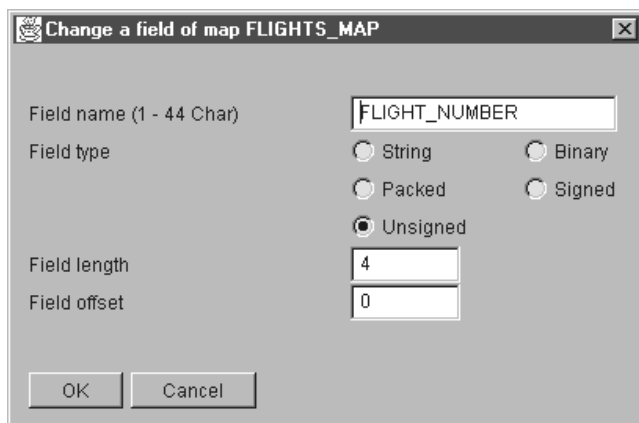 Change a field of map FLIGHTS_MAP
Field name (1 - 44 Char) FLIGHT_NUMBER
Field type String Binary
Packed Signed
Unsigned
Field length 4
Field offset 0
OK Cancel